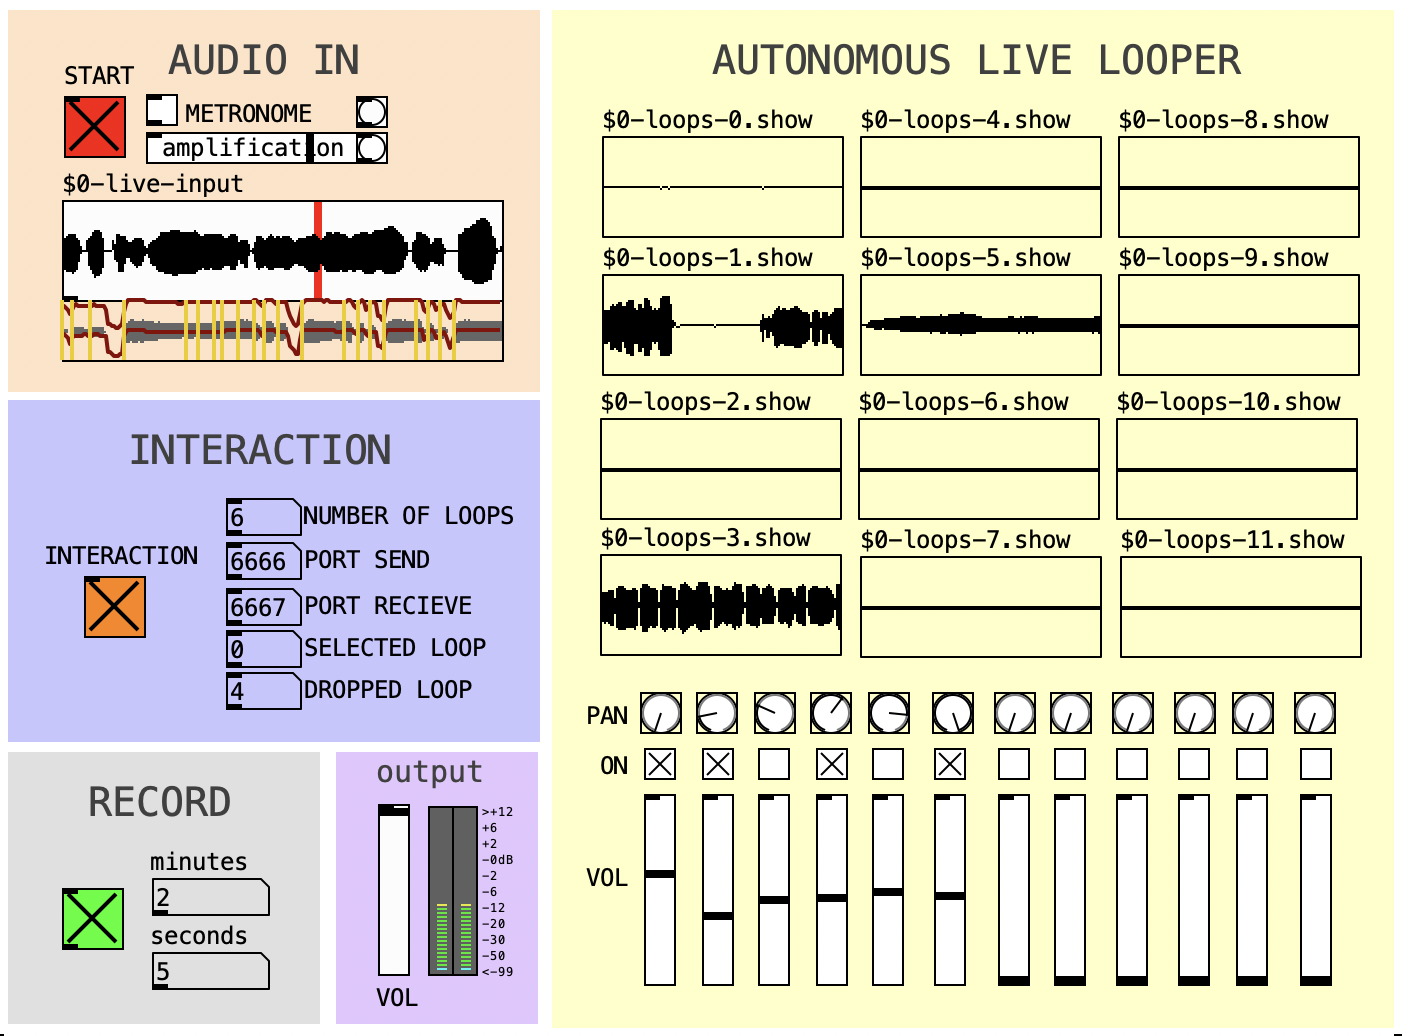 AUDIO IN
START
METRONOME
amplification
$0-live-input
INTERACTION
INTERACTION
6 NUMBER OF LOOPS
6666 PORT SEND
6667 PORT RECIEVE
0 SELECTED LOOP
4 DROPPED LOOP
RECORD
minutes
2
seconds
5
output
>+12
+6
+2
-0dB
-2
-6
-12
-20
-30
-50
<-99
VOL
AUTONOMOUS LIVE LOOPER
$0-loops-0.show $0-loops-4.show $0-loops-8.show
$0-loops-1.show $0-loops-5.show $0-loops-9.show
$0-loops-2.show $0-loops-6.show $0-loops-10.show
$0-loops-3.show $0-loops-7.show $0-loops-11.show
PAN
ON
VOL